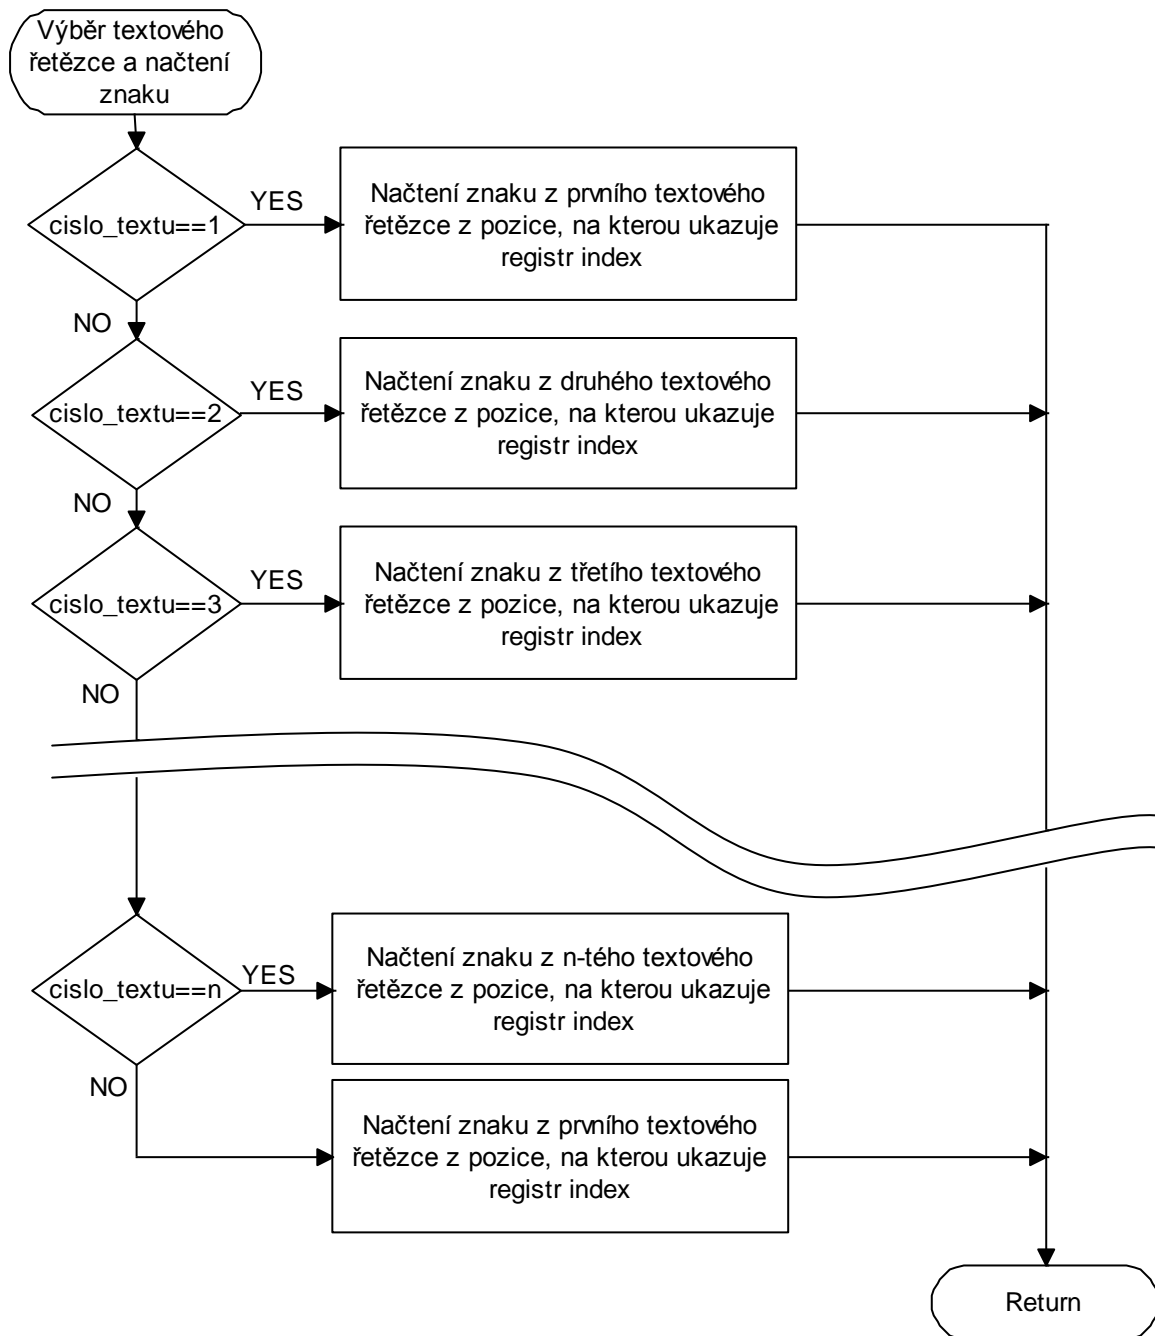 Výběr textového
řetězce a načtení
znaku
cislo_textu==1
YES
Načtení znaku z prvního textového
řetězce z pozice, na kterou ukazuje
registr index
NO
cislo_textu==2
YES
Načtení znaku z druhého textového
řetězce z pozice, na kterou ukazuje
registr index
NO
cislo_textu==3
YES
Načtení znaku z třetího textového
řetězce z pozice, na kterou ukazuje
registr index
NO
cislo_textu==n
YES
Načtení znaku z n-tého textového
řetězce z pozice, na kterou ukazuje
registr index
NO
Načtení znaku z prvního textového
řetězce z pozice, na kterou ukazuje
registr index
Return